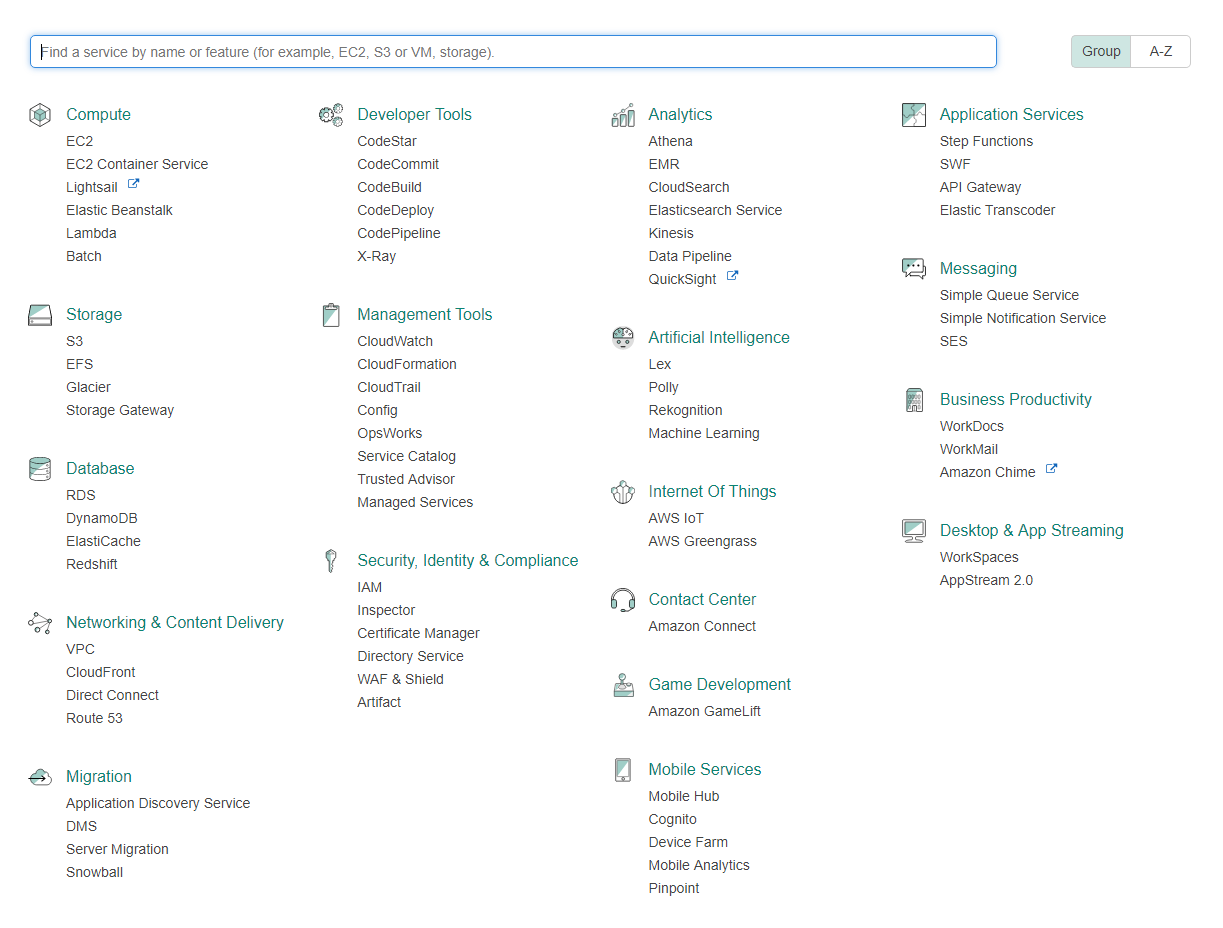 Find a service by name or feature (for example, EC2, S3 or VM, storage).
Group
A-Z
Compute
EC2
EC2 Container Service
Lightsail
Elastic Beanstalk
Lambda
Batch
Storage
S3
EFS
Glacier
Storage Gateway
Database
RDS
DynamoDB
ElastiCache
Redshift
Networking & Content Delivery
VPC
CloudFront
Direct Connect
Route 53
Migration
Application Discovery Service
DMS
Server Migration
Snowball
Developer Tools
CodeStar
CodeCommit
CodeBuild
CodeDeploy
CodePipeline
X-Ray
Management Tools
CloudWatch
CloudFormation
CloudTrail
Config
OpsWorks
Service Catalog
Trusted Advisor
Managed Services
Security, Identity & Compliance
IAM
Inspector
Certificate Manager
Directory Service
WAF & Shield
Artifact
Analytics
Athena
EMR
CloudSearch
Elasticsearch Service
Kinesis
Data Pipeline
QuickSight
Artificial Intelligence
Lex
Polly
Rekognition
Machine Learning
Internet Of Things
AWS IoT
AWS Greengrass
Contact Center
Amazon Connect
Game Development
Amazon GameLift
Mobile Services
Mobile Hub
Cognito
Device Farm
Mobile Analytics
Pinpoint
Application Services
Step Functions
SWF
API Gateway
Elastic Transcoder
Messaging
Simple Queue Service
Simple Notification Service
SES
Business Productivity
WorkDocs
WorkMail
Amazon Chime
Desktop & App Streaming
WorkSpaces
AppStream 2.0